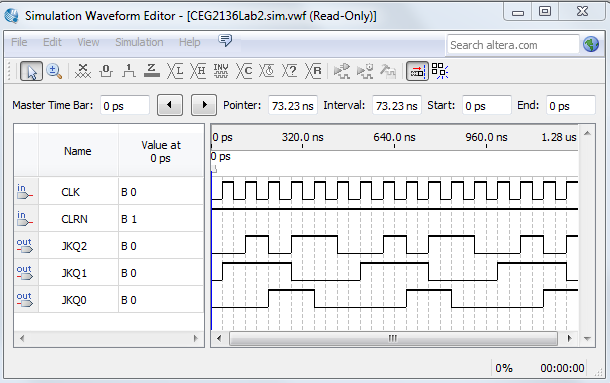 Simulation Waveform Editor - [CEG2136Lab2.sim.vwf (Read-Only)]
File Edit View Simulation Help Search altera.com
0 1 Z L H INV C ? R
Master Time Bar: 0 ps Pointer: 73.23 ns Interval: 73.23 ns Start: 0 ps End: 0 ps
Name Value at 0 ps 0 ps 320.0 ns 640.0 ns 960.0 ns 1.28 us
0 ps
in CLK B 0
in CLRN B 1
out JKQ2 B 0
out JKQ1 B 0
out JKQ0 B 0
0% 00:00:00